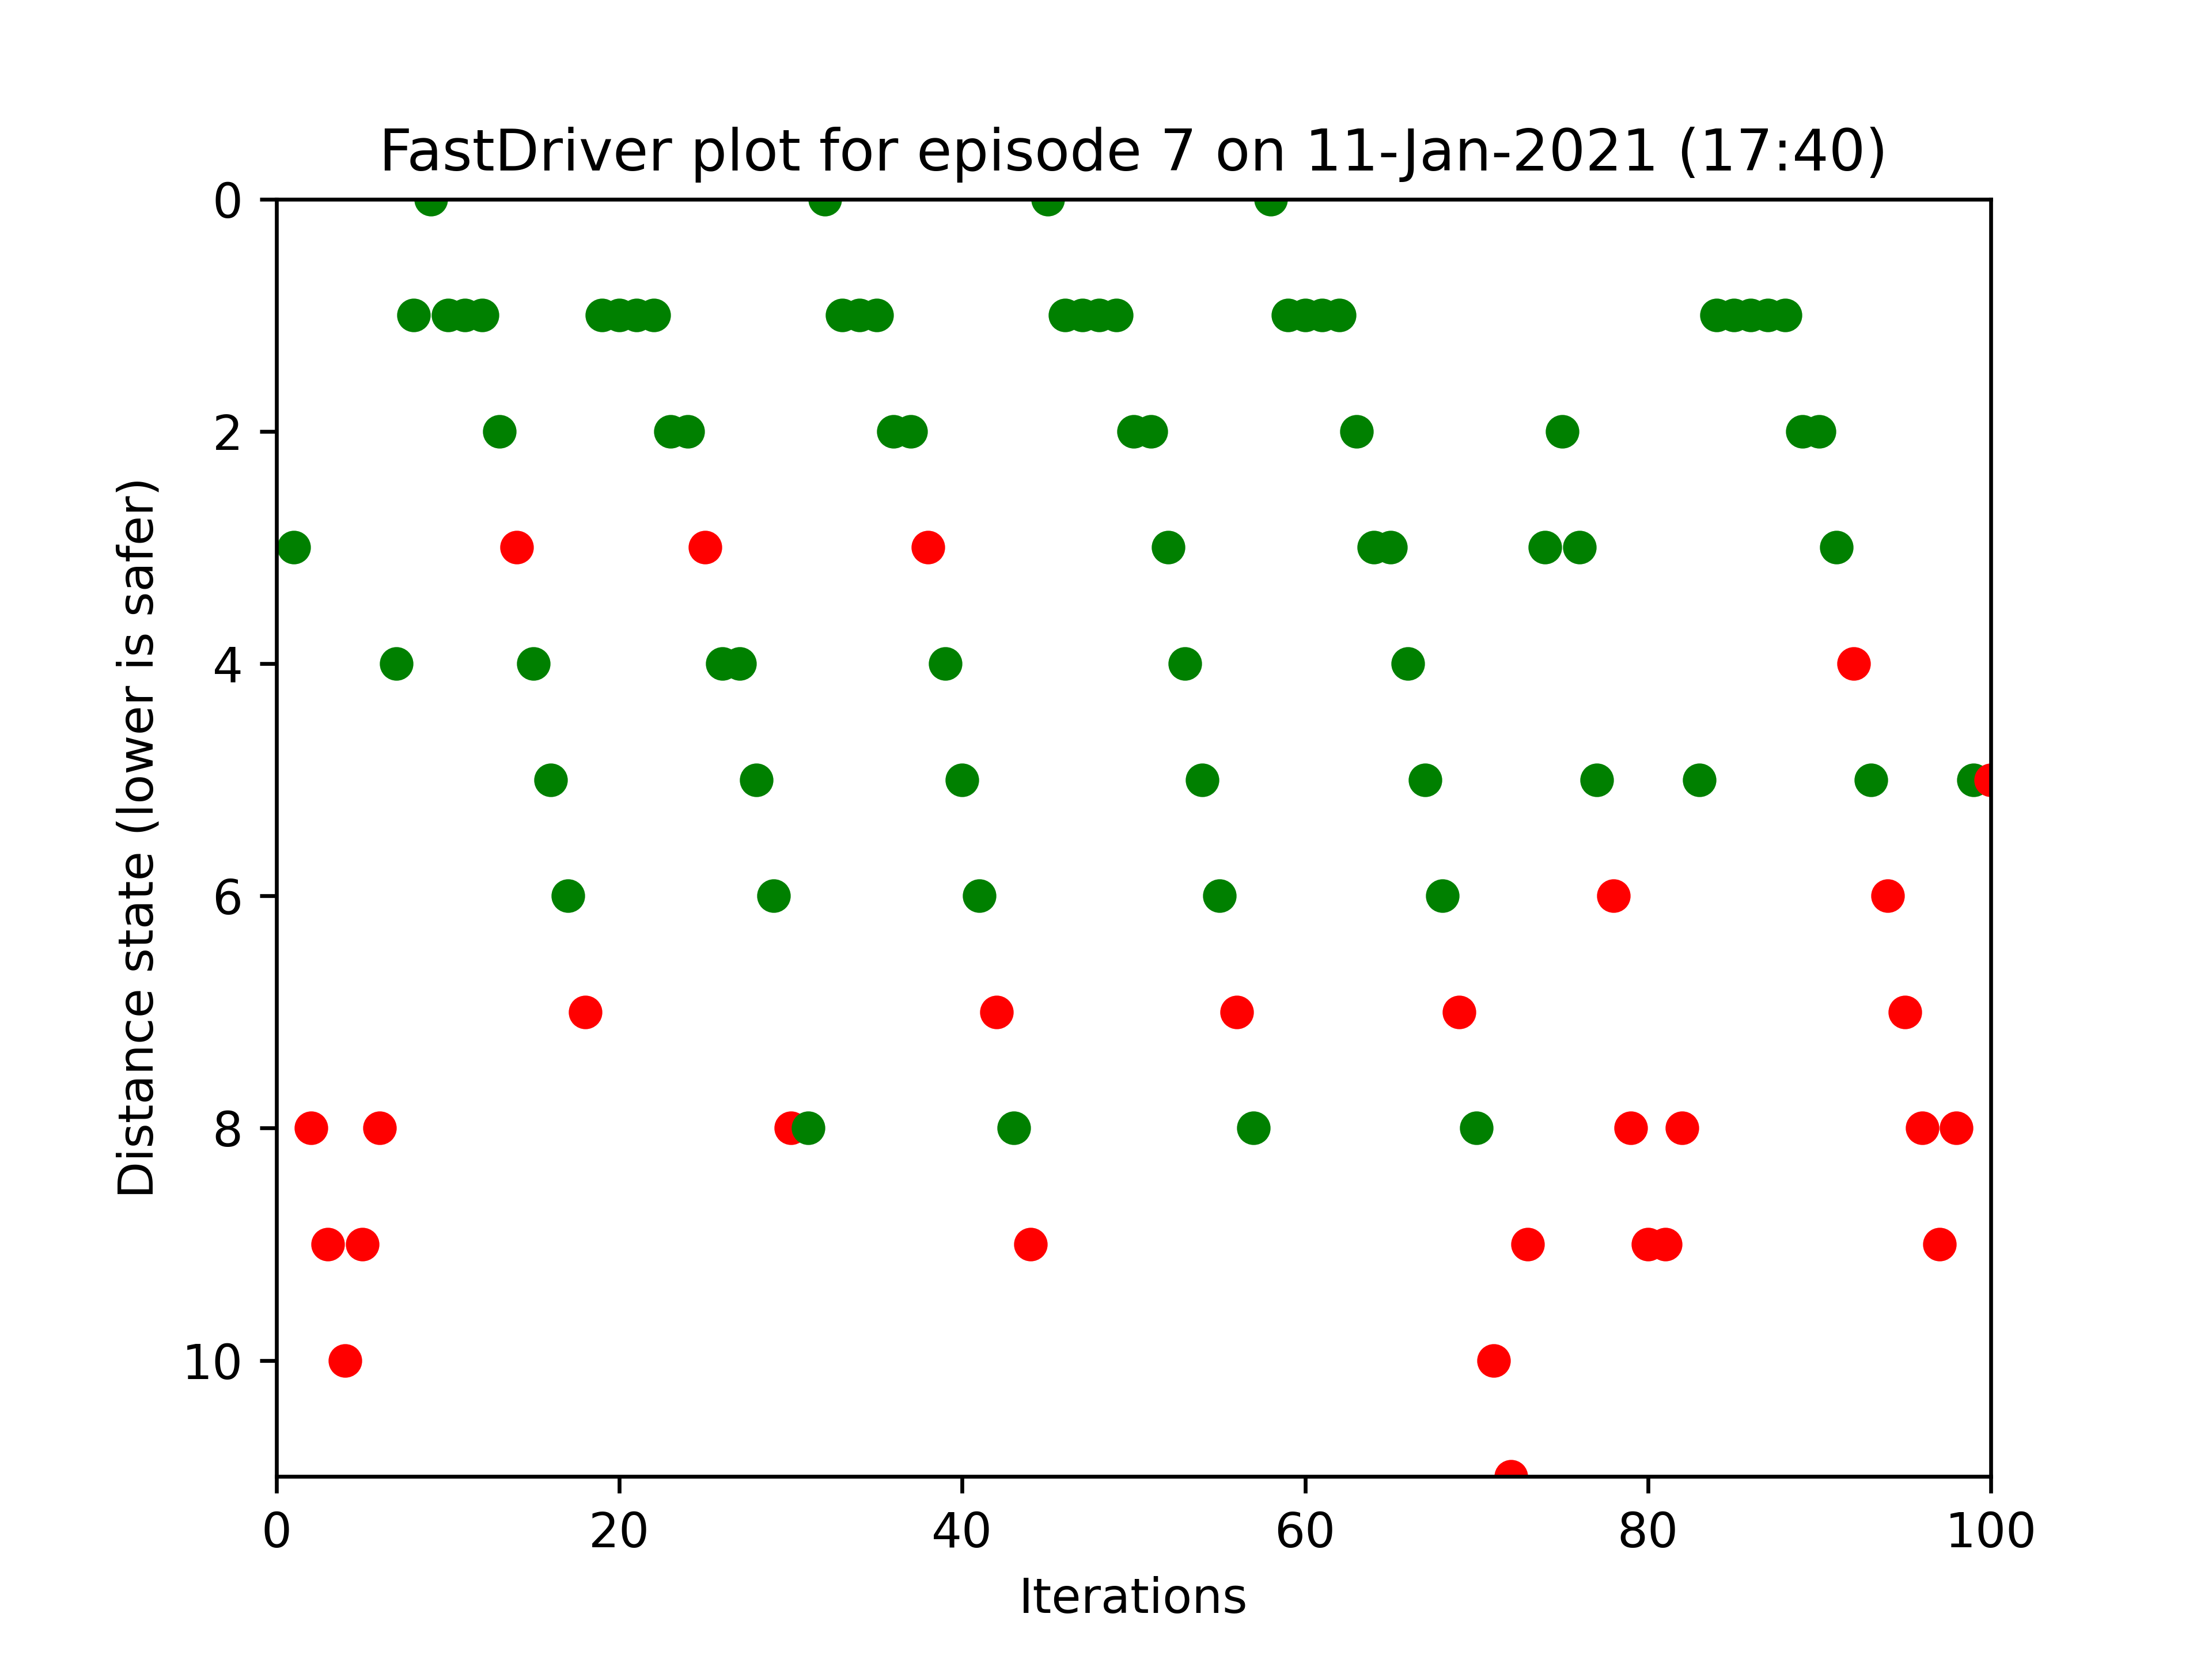 FastDriver plot for episode 7 on 11-Jan-2021 (17:40)
0
2
4
6
8
10
Distance state (lower is safer)
0 20 40 60 80 100
Iterations